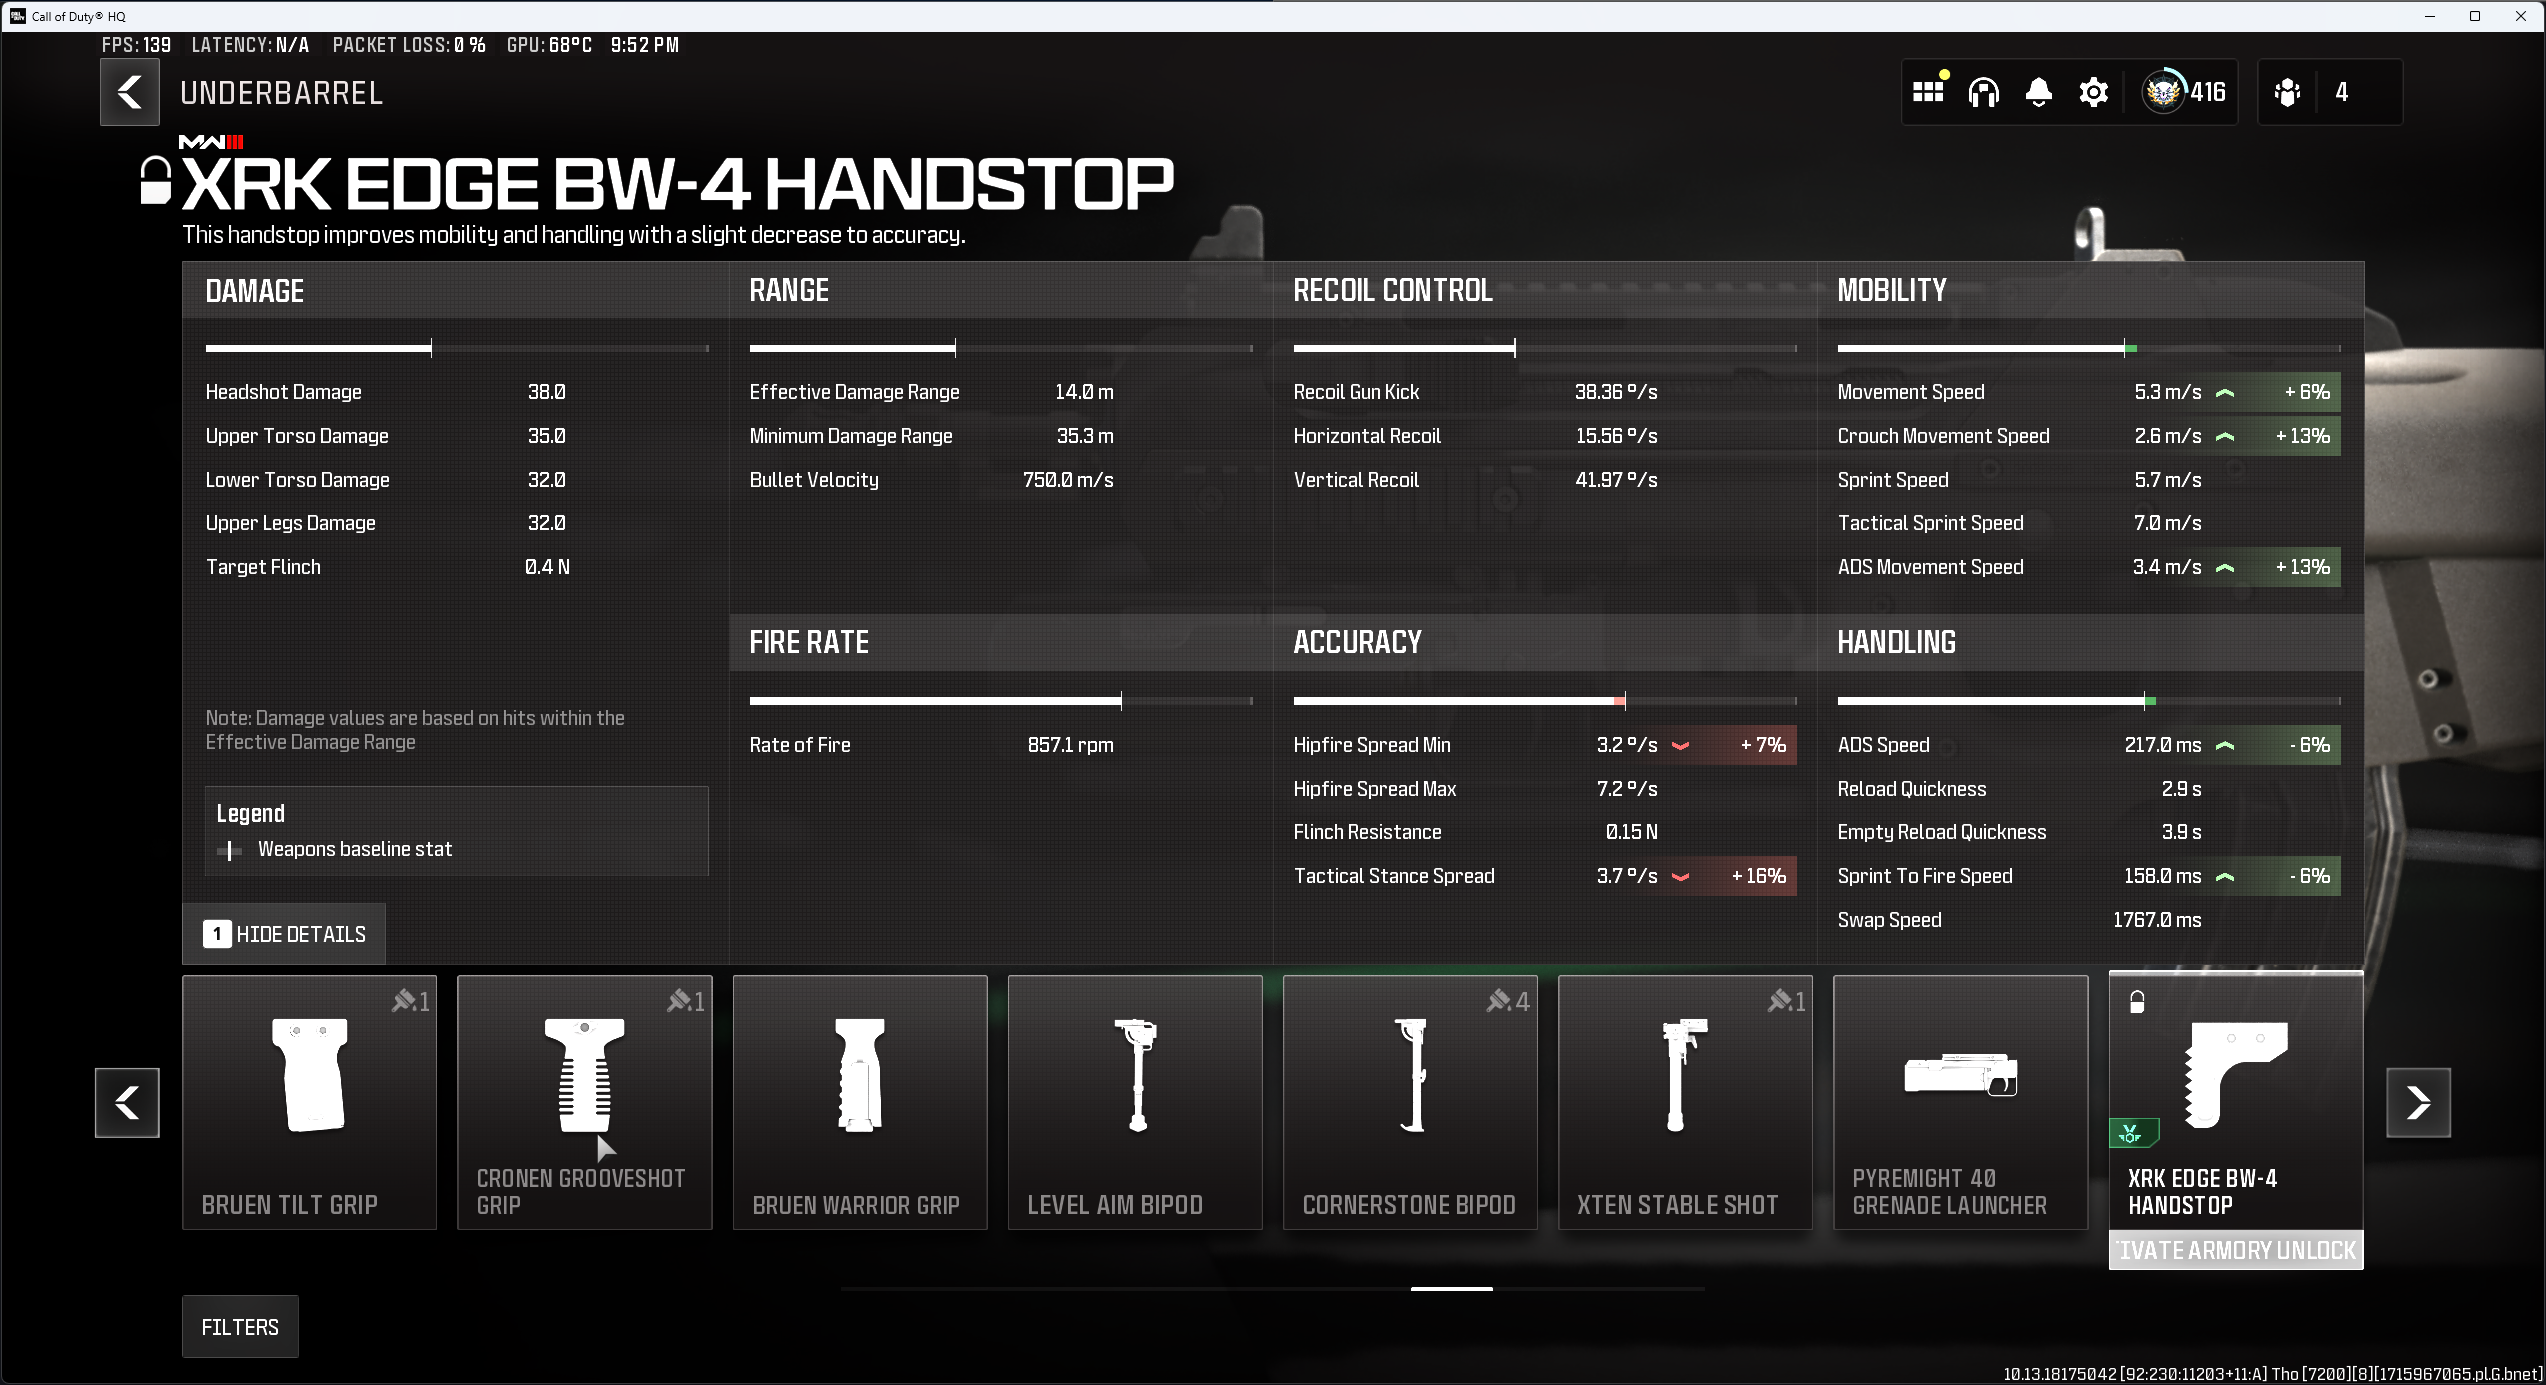 Call of Duty® HQ
FPS: 139 LATENCY: N/A PACKET LOSS: 0 % GPU: 68°C 9:52 PM
UNDERBARREL
416
4
MW III
XRK EDGE BW-4 HANDSTOP
This handstop improves mobility and handling with a slight decrease to accuracy.
DAMAGE
Headshot Damage 38.0
Upper Torso Damage 35.0
Lower Torso Damage 32.0
Upper Legs Damage 32.0
Target Flinch 0.4 N
Note: Damage values are based on hits within the
Effective Damage Range
Legend
Weapons baseline stat
1 HIDE DETAILS
RANGE
Effective Damage Range 14.0 m
Minimum Damage Range 35.3 m
Bullet Velocity 750.0 m/s
FIRE RATE
Rate of Fire 857.1 rpm
RECOIL CONTROL
Recoil Gun Kick 38.36 º/s
Horizontal Recoil 15.56 º/s
Vertical Recoil 41.97 º/s
ACCURACY
Hipfire Spread Min 3.2 º/s + 7%
Hipfire Spread Max 7.2 º/s
Flinch Resistance 0.15 N
Tactical Stance Spread 3.7 º/s + 16%
MOBILITY
Movement Speed 5.3 m/s + 6%
Crouch Movement Speed 2.6 m/s + 13%
Sprint Speed 5.7 m/s
Tactical Sprint Speed 7.0 m/s
ADS Movement Speed 3.4 m/s + 13%
HANDLING
ADS Speed 217.0 ms - 6%
Reload Quickness 2.9 s
Empty Reload Quickness 3.9 s
Sprint To Fire Speed 158.0 ms - 6%
Swap Speed 1767.0 ms
1
BRUEN TILT GRIP
1
CRONEN GROOVESHOT
GRIP
BRUEN WARRIOR GRIP
LEVEL AIM BIPOD
4
CORNERSTONE BIPOD
1
XTEN STABLE SHOT
PYREMIGHT 40
GRENADE LAUNCHER
XRK EDGE BW-4
HANDSTOP
IVATE ARMORY UNLOCK
FILTERS
10.13.18175042 [92:230:11203+11:A] Tho [7200][8][1715967065.pl.G.bnet]